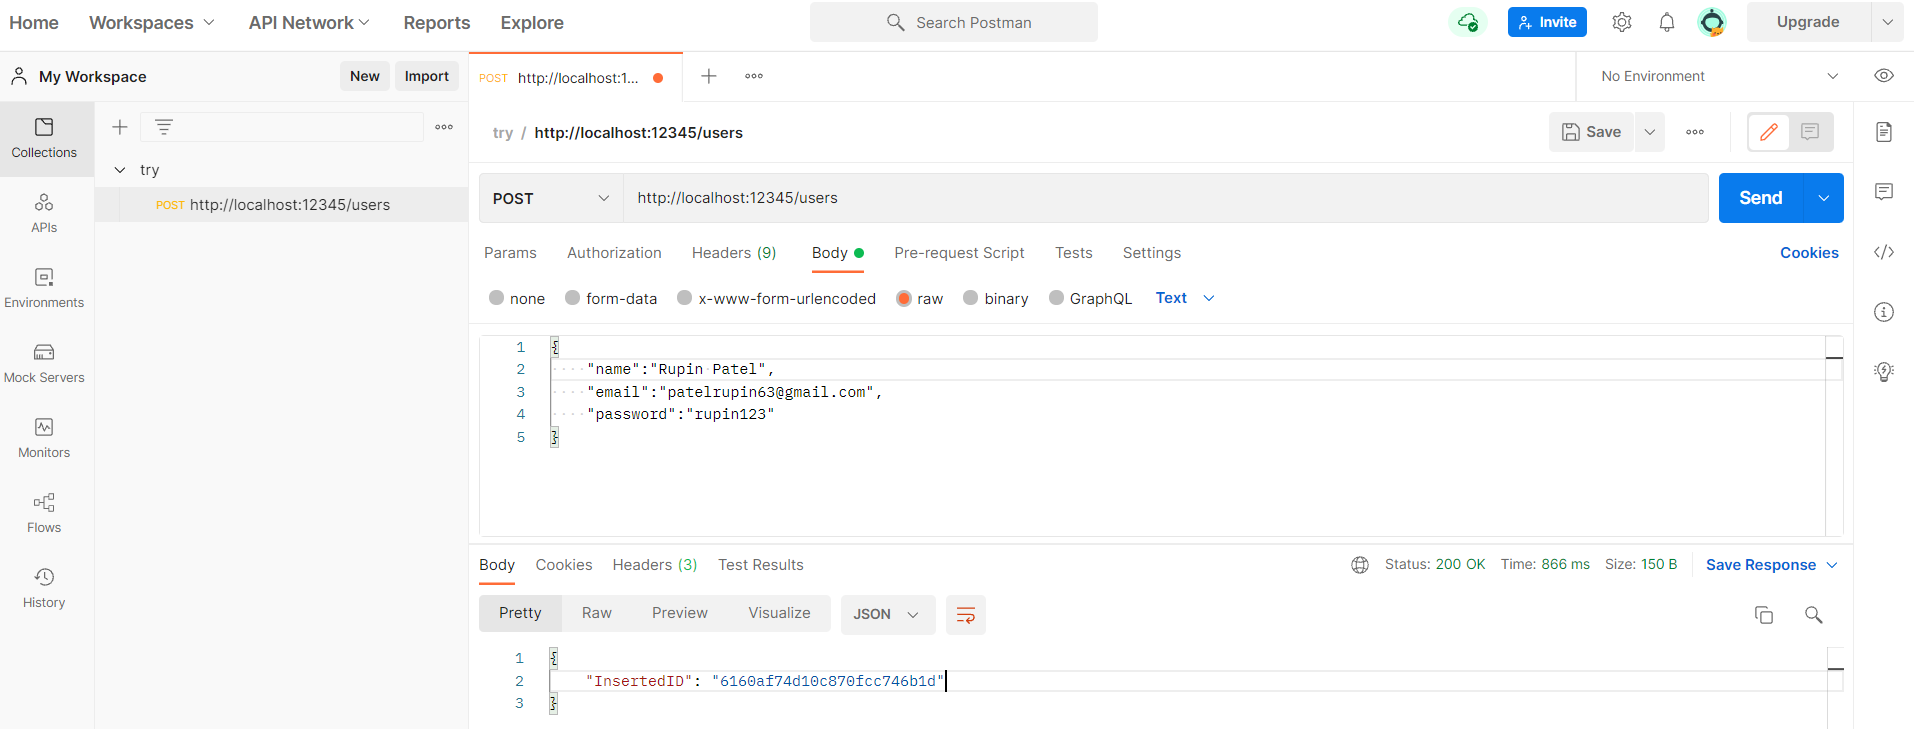 Home Workspaces API Network Reports Explore Search Postman Invite Upgrade
My Workspace New Import POST http://localhost:1... No Environment
Collections
APIs
Environments
Mock Servers
Monitors
Flows
History
try
POST http://localhost:12345/users
try / http://localhost:12345/users Save
POST http://localhost:12345/users Send
Params Authorization Headers (9) Body Pre-request Script Tests Settings Cookies
none form-data x-www-form-urlencoded raw binary GraphQL Text
1 {
2 "name":"Rupin Patel",
3 "email":"patelrupin63@gmail.com",
4 "password":"rupin123"
5 }
Body Cookies Headers (3) Test Results Status: 200 OK Time: 866 ms Size: 150 B Save Response
Pretty Raw Preview Visualize JSON
1 {
2 "InsertedID": "6160af74d10c870fcc746b1d"
3 }